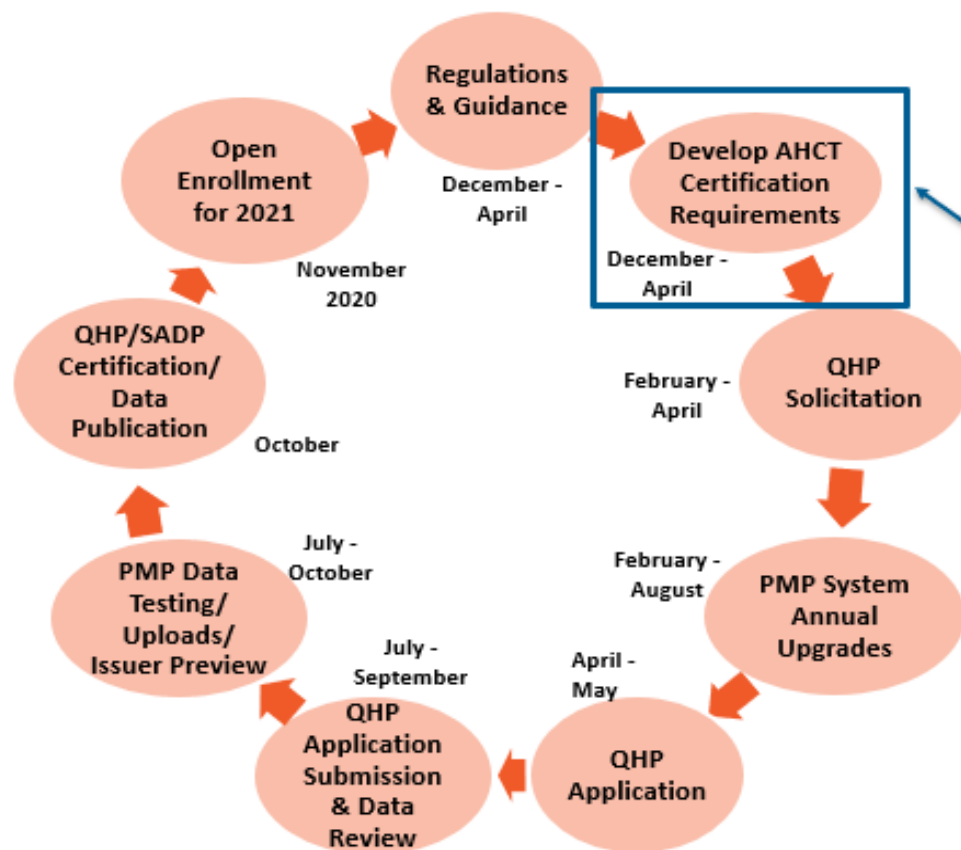 Regulations
& Guidance
December -
April
Develop AHCT
Certification
Requirements
December -
April
QHP
Solicitation
February -
April
PMP System
Annual
Upgrades
February -
August
QHP
Application
April -
May
QHP
Application
Submission
& Data
Review
July -
September
PMP Data
Testing/
Uploads/
Issuer Preview
July -
October
QHP/SADP
Certification/
Data
Publication
October
Open
Enrollment
for 2021
November
2020